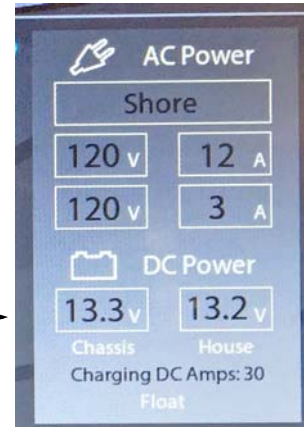 AC Power
Shore
120 V 12 A
120 V 3 A
DC Power
13.3 V 13.2 V
Chassis House
Charging DC Amps: 30
Float